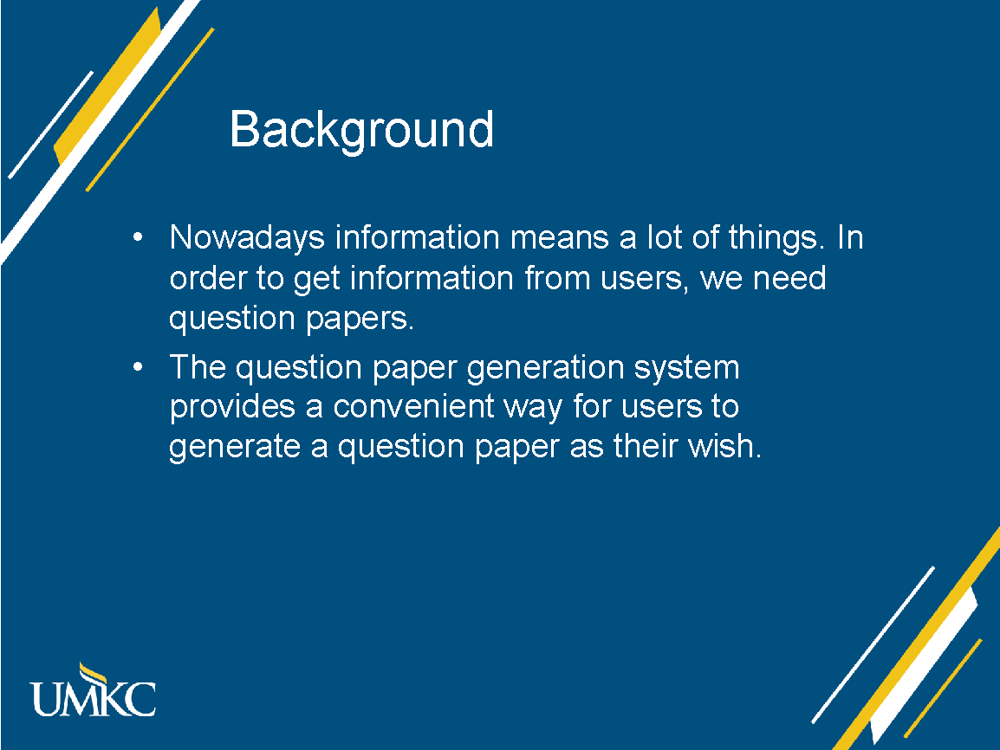 Background
• Nowadays information means a lot of things. In
order to get information from users, we need
question papers.
• The question paper generation system
provides a convenient way for users to
generate a question paper as their wish.
UMKC